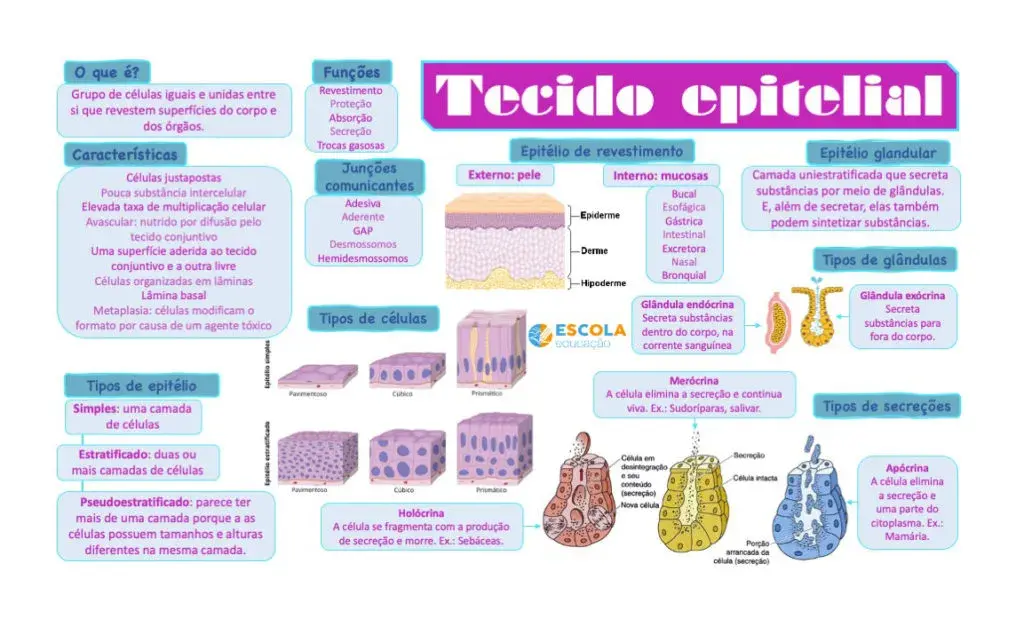 Tecido epitelial
O que é?
Grupo de células iguais e unidas entre
si que revestem superfícies do corpo e
dos órgãos.
Características
Células justapostas
Pouca substância intercelular
Elevada taxa de multiplicação celular
Avascular: nutrido por difusão pelo
tecido conjuntivo
Uma superfície aderida ao tecido
conjuntivo e a outra livre
Células organizadas em lâminas
Lâmina basal
Metaplasia: células modificam o
formato por causa de um agente tóxico
Tipos de epitélio
Simples: uma camada
de células
Estratificado: duas ou
mais camadas de células
Pseudoestratificado: parece ter
mais de uma camada porque a as
células possuem tamanhos e alturas
diferentes na mesma camada.
Funções
Revestimento
Proteção
Absorção
Secreção
Trocas gasosas
Junções
comunicantes
Adesiva
Aderente
GAP
Desmossomos
Hemidesmossomos
Tipos de células
Epitélio simples
Pavimentoso
Cúbico
Prismático
Epitélio estratificado
Pavimentoso
Cúbico
Prismático
Epitélio de revestimento
Externo: pele
Epiderme
Derme
Hipoderme
Interno: mucosas
Bucal
Esofágica
Gástrica
Intestinal
Excretora
Nasal
Bronquial
ESCOLA
educação
Epitélio glandular
Camada uniestratificada que secreta
substâncias por meio de glândulas.
E, além de secretar, elas também
podem sintetizar substâncias.
Tipos de glândulas
Glândula endócrina
Secreta substâncias
dentro do corpo, na
corrente sanguínea
Glândula exócrina
Secreta
substâncias para
fora do corpo.
Tipos de secreções
Merócrina
A célula elimina a secreção e continua
viva. Ex.: Sudoríparas, salivar.
Holócrina
A célula se fragmenta com a produção
de secreção e morre. Ex.: Sebáceas.
Célula em
desintegração
e seu
conteúdo
(secreção)
Nova célula
Secreção
Célula intacta
Porção
arrancada da
célula (secreção)
Apócrina
A célula elimina
a secreção e
uma parte do
citoplasma. Ex.:
Mamária.